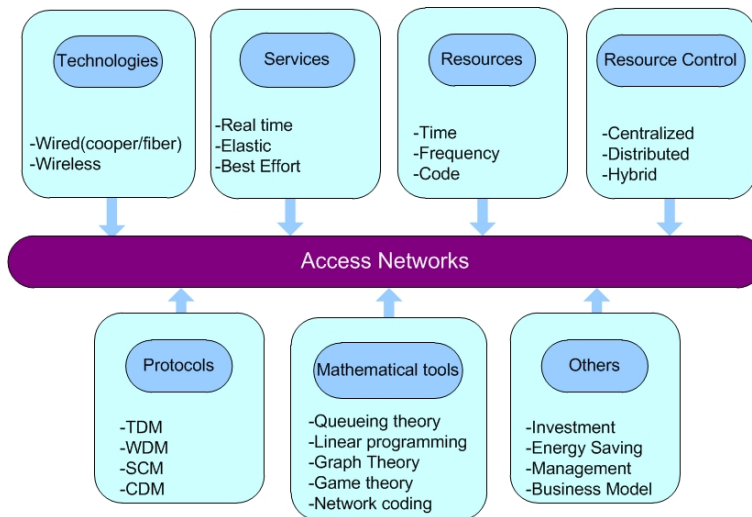 Technologies
-Wired(cooper/fiber)
-Wireless
Services
-Real time
-Elastic
-Best Effort
Resources
-Time
-Frequency
-Code
Resource Control
-Centralized
-Distributed
-Hybrid
Access Networks
Protocols
-TDM
-WDM
-SCM
-CDM
Mathematical tools
-Queueing theory
-Linear programming
-Graph Theory
-Game theory
-Network coding
Others
-Investment
-Energy Saving
-Management
-Business Model